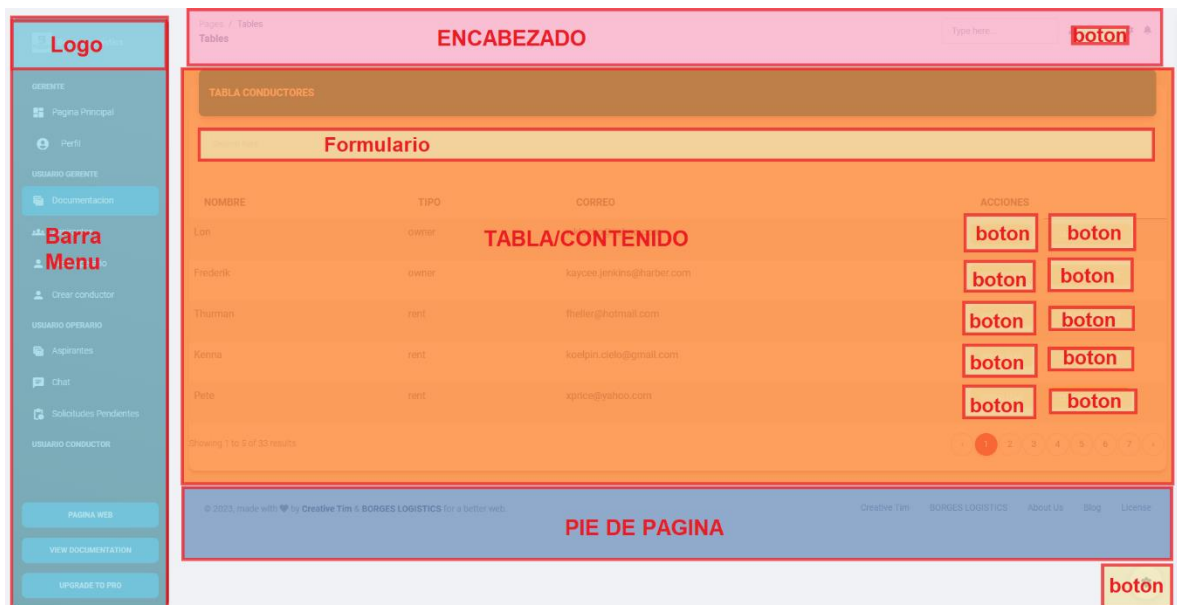 Logo
GERENTE
Pagina Principal
Perfil
USUARIO GERENTE
Documentacion
Barra
Menu
Crear conductor
USUARIO OPERARIO
Aspirantes
Chat
Solicitudes Pendientes
USUARIO CONDUCTOR
PAGINA WEB
VIEW DOCUMENTATION
UPGRADE TO PRO
Pages / Tables
Tables
ENCABEZADO
Type here...
boton
TABLA CONDUCTORES
Formulario
NOMBRE TIPO CORREO ACCIONES
Lon owner boton boton
TABLA/CONTENIDO
Frederik owner kaycee.jenkins@harber.com boton boton
Thurman rent fheller@hotmail.com boton boton
Kenna rent koelpin.cielo@gmail.com boton boton
Pete rent xprice@yahoo.com boton boton
Showing 1 to 5 of 33 results ‹ 1 2 3 4 5 6 7 ›
© 2023, made with by Creative Tim & BORGES LOGISTICS for a better web. Creative Tim BORGES LOGISTICS About Us Blog License
PIE DE PAGINA
boton